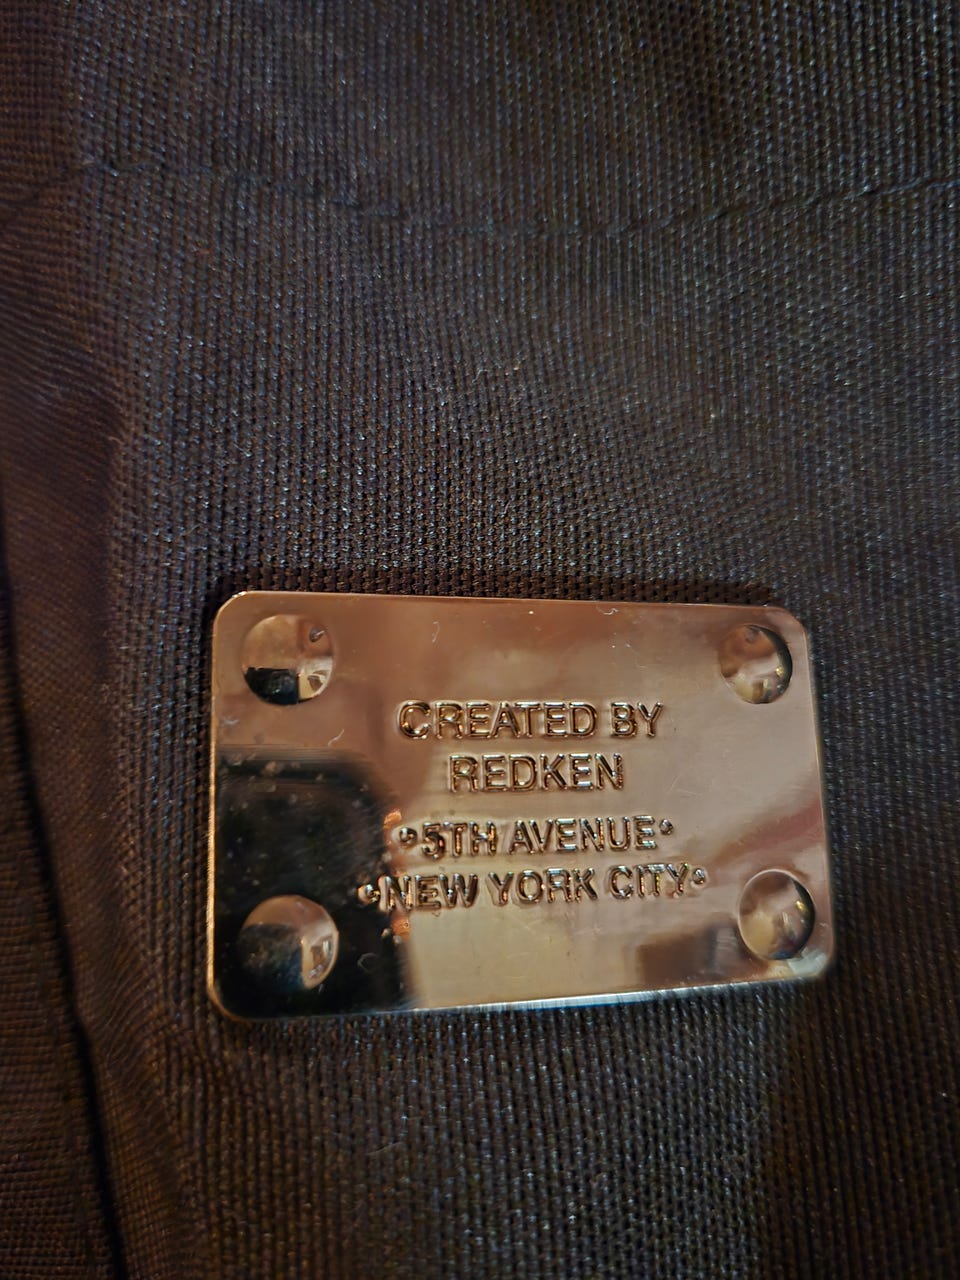 CREATED BY
REDKEN
•5TH AVENUE•
•NEW YORK CITY•